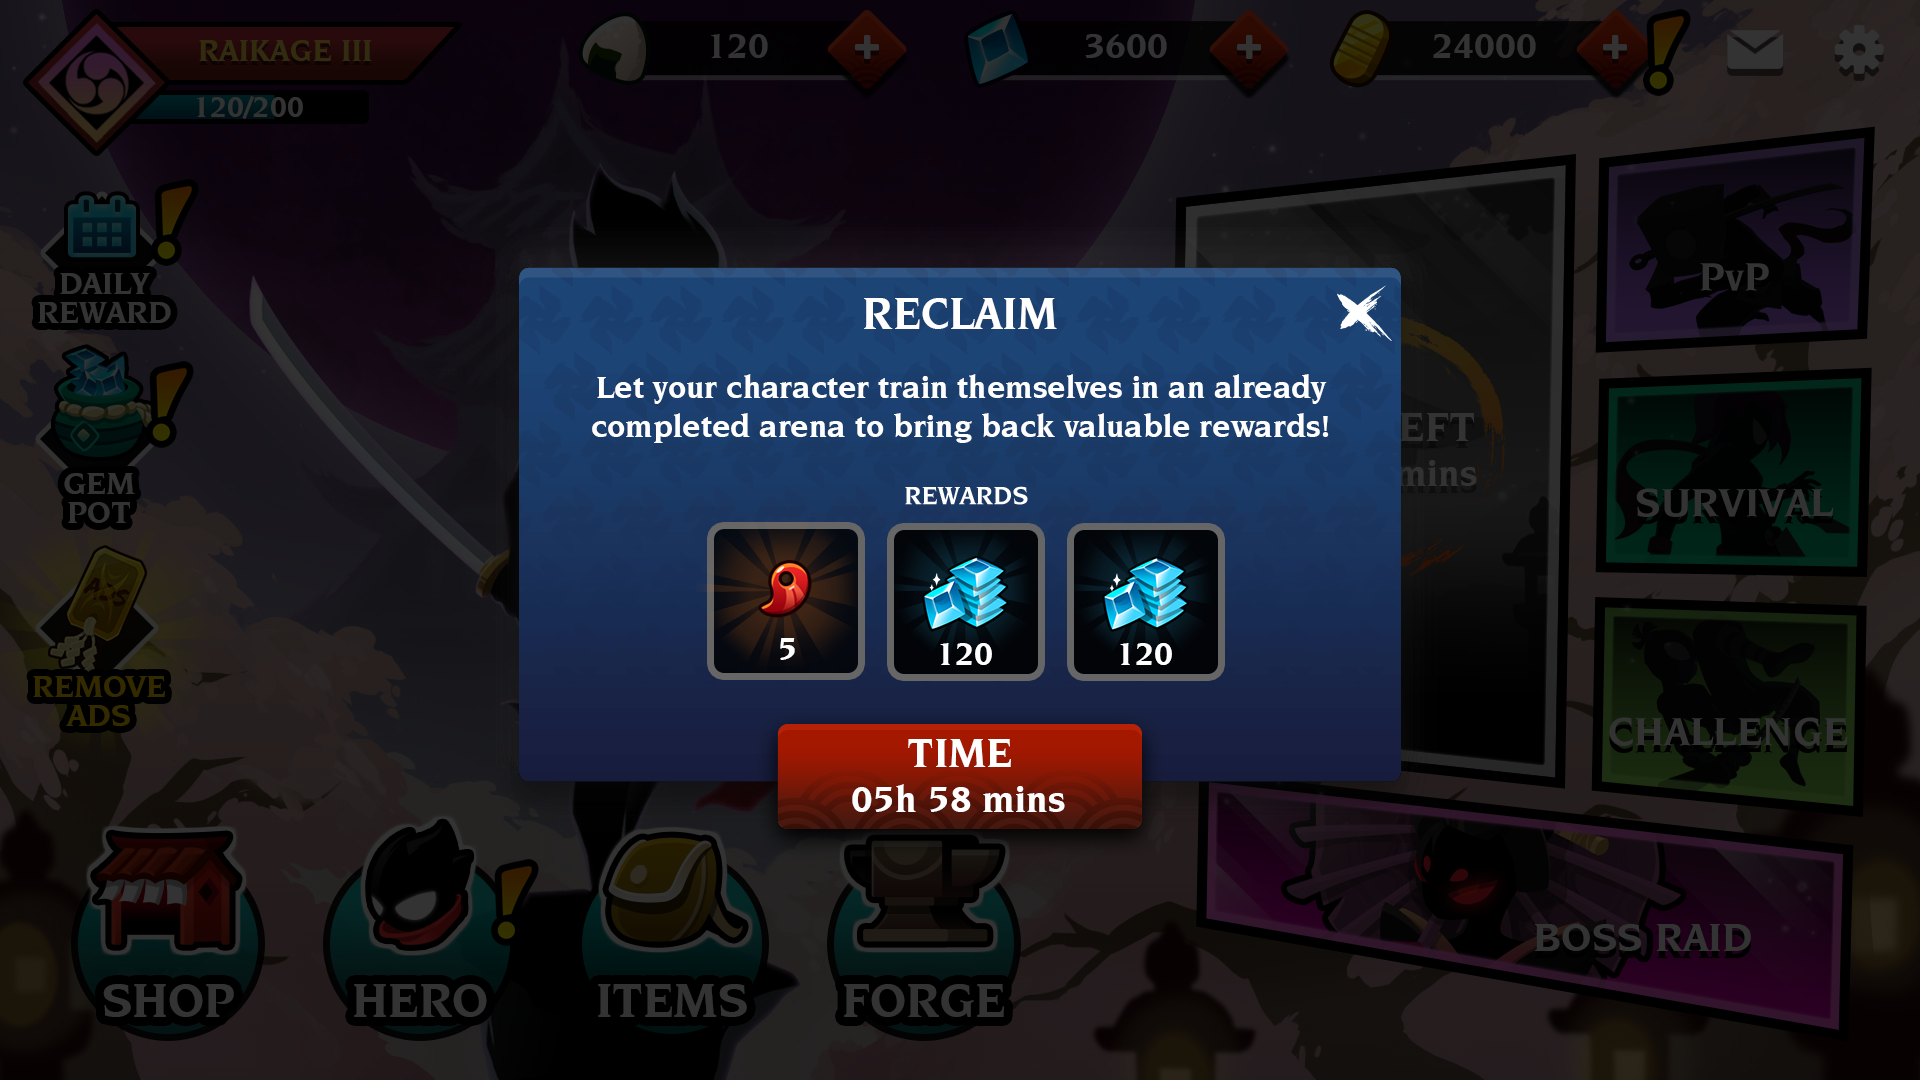 RAIKAGE III
120/200
120
3600
24000
DAILY
REWARD
GEM
POT
ADS
REMOVE
ADS
RECLAIM
Let your character train themselves in an already
completed arena to bring back valuable rewards!
REWARDS
5
120
120
TIME
05h 58 mins
mins
PvP
SURVIVAL
CHALLENGE
BOSS RAID
SHOP
HERO
ITEMS
FORGE